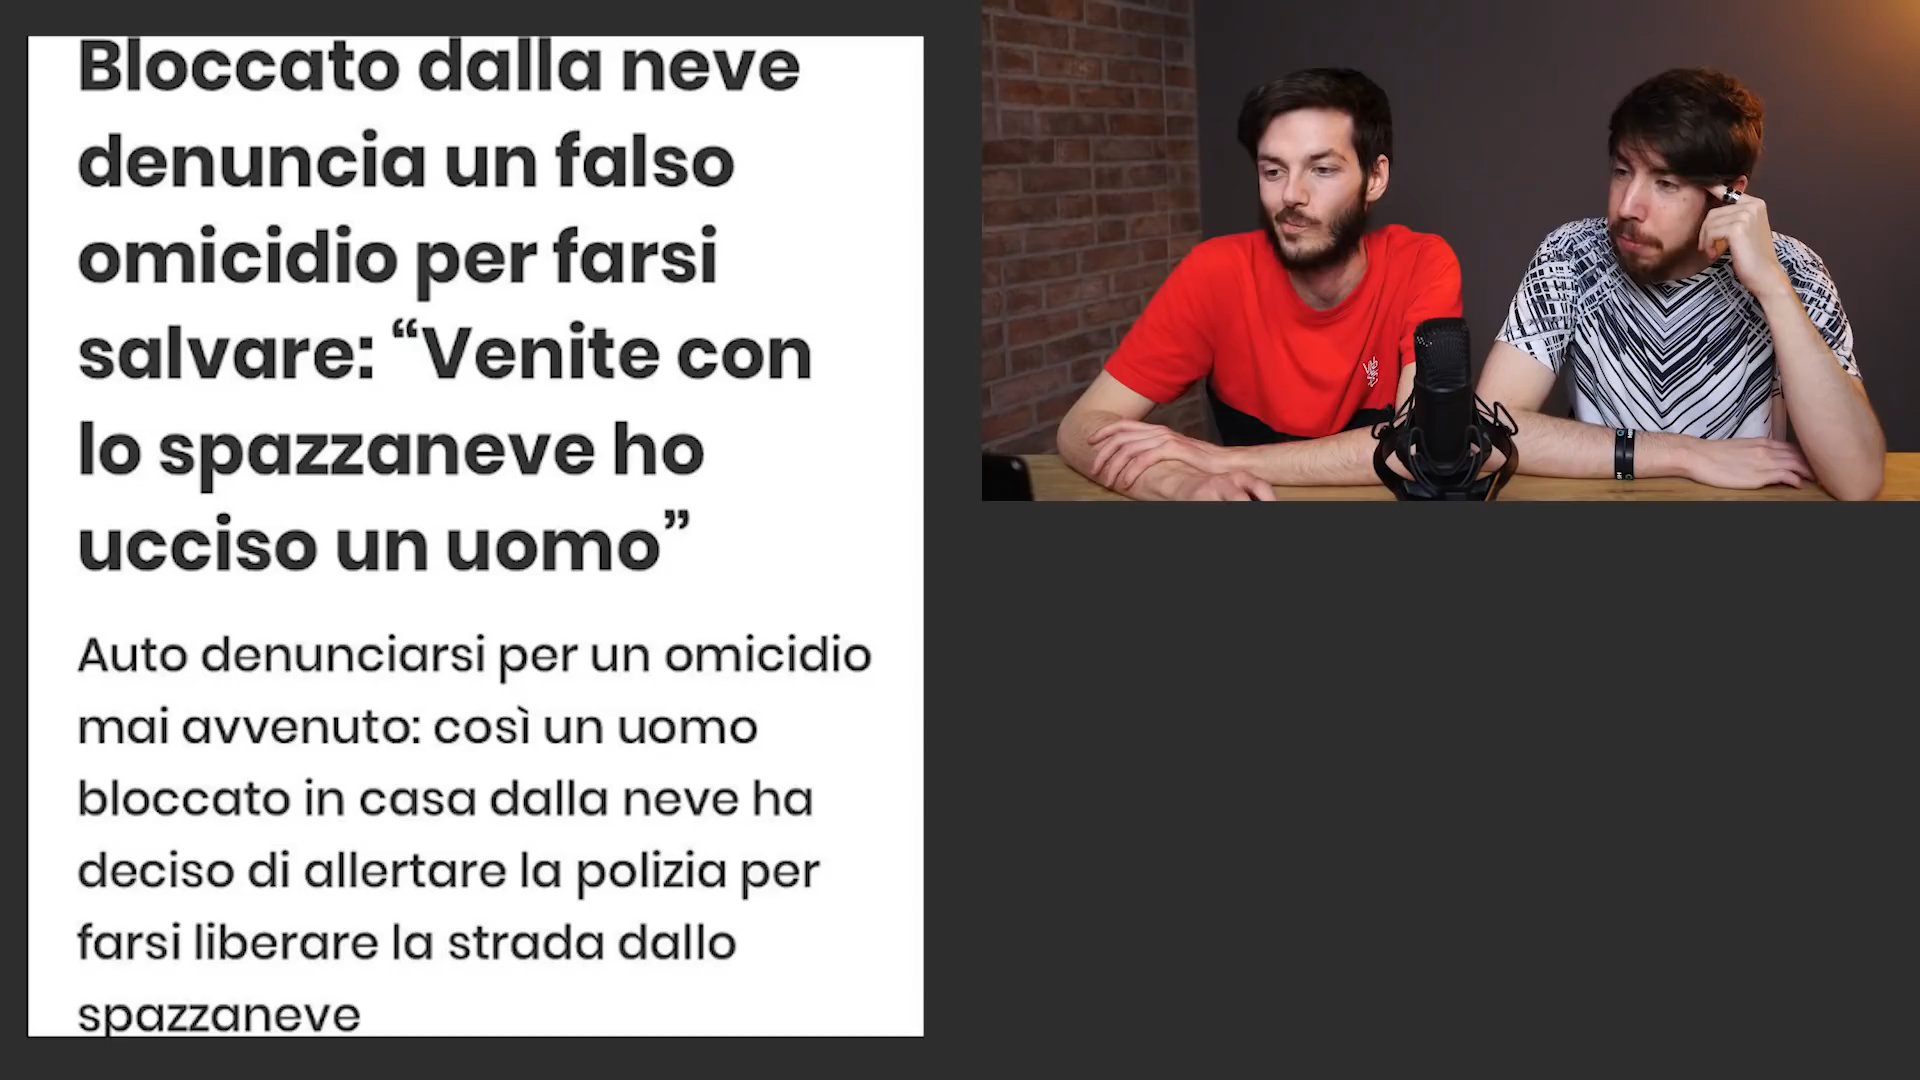 Bloccato dalla neve
denuncia un falso
omicidio per farsi
salvare: “Venite con
lo spazzaneve ho
ucciso un uomo”
Auto denunciarsi per un omicidio
mai avvenuto: così un uomo
bloccato in casa dalla neve ha
deciso di allertare la polizia per
farsi liberare la strada dallo
spazzaneve